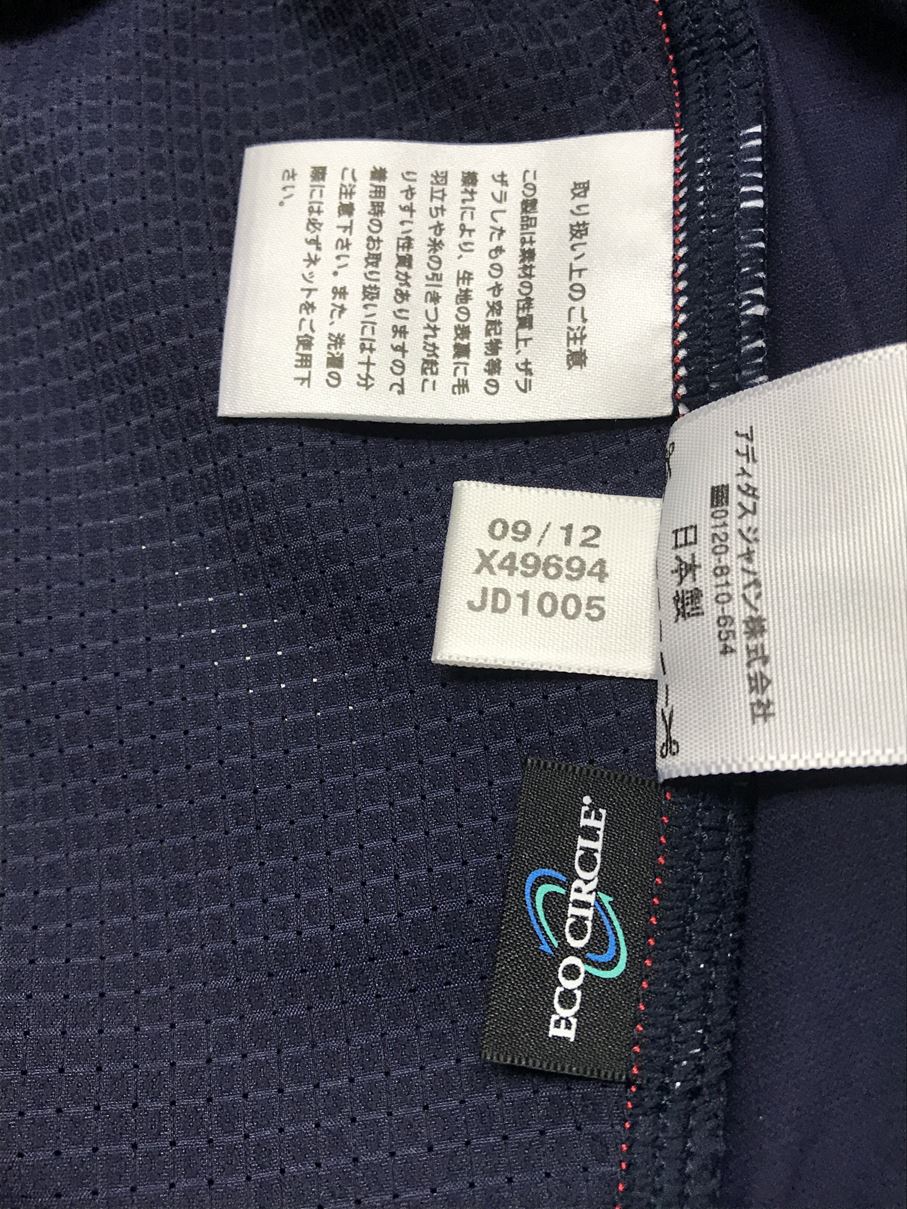 取り扱い上のご注意
この製品は素材の性質上、ザラ
ザラしたものや突起物等の
擦れにより、生地の表裏に毛
羽立ちや糸の引きつれが起こ
りやすい性質がありますので
着用時のお取り扱いには十分
ご注意下さい。また、洗濯の
際には必ずネットをご使用下
さい。
アディダス ジャパン株式会社
0120-810-654
日本製
09/12
X49694
JD1005
ECO CIRCLE®